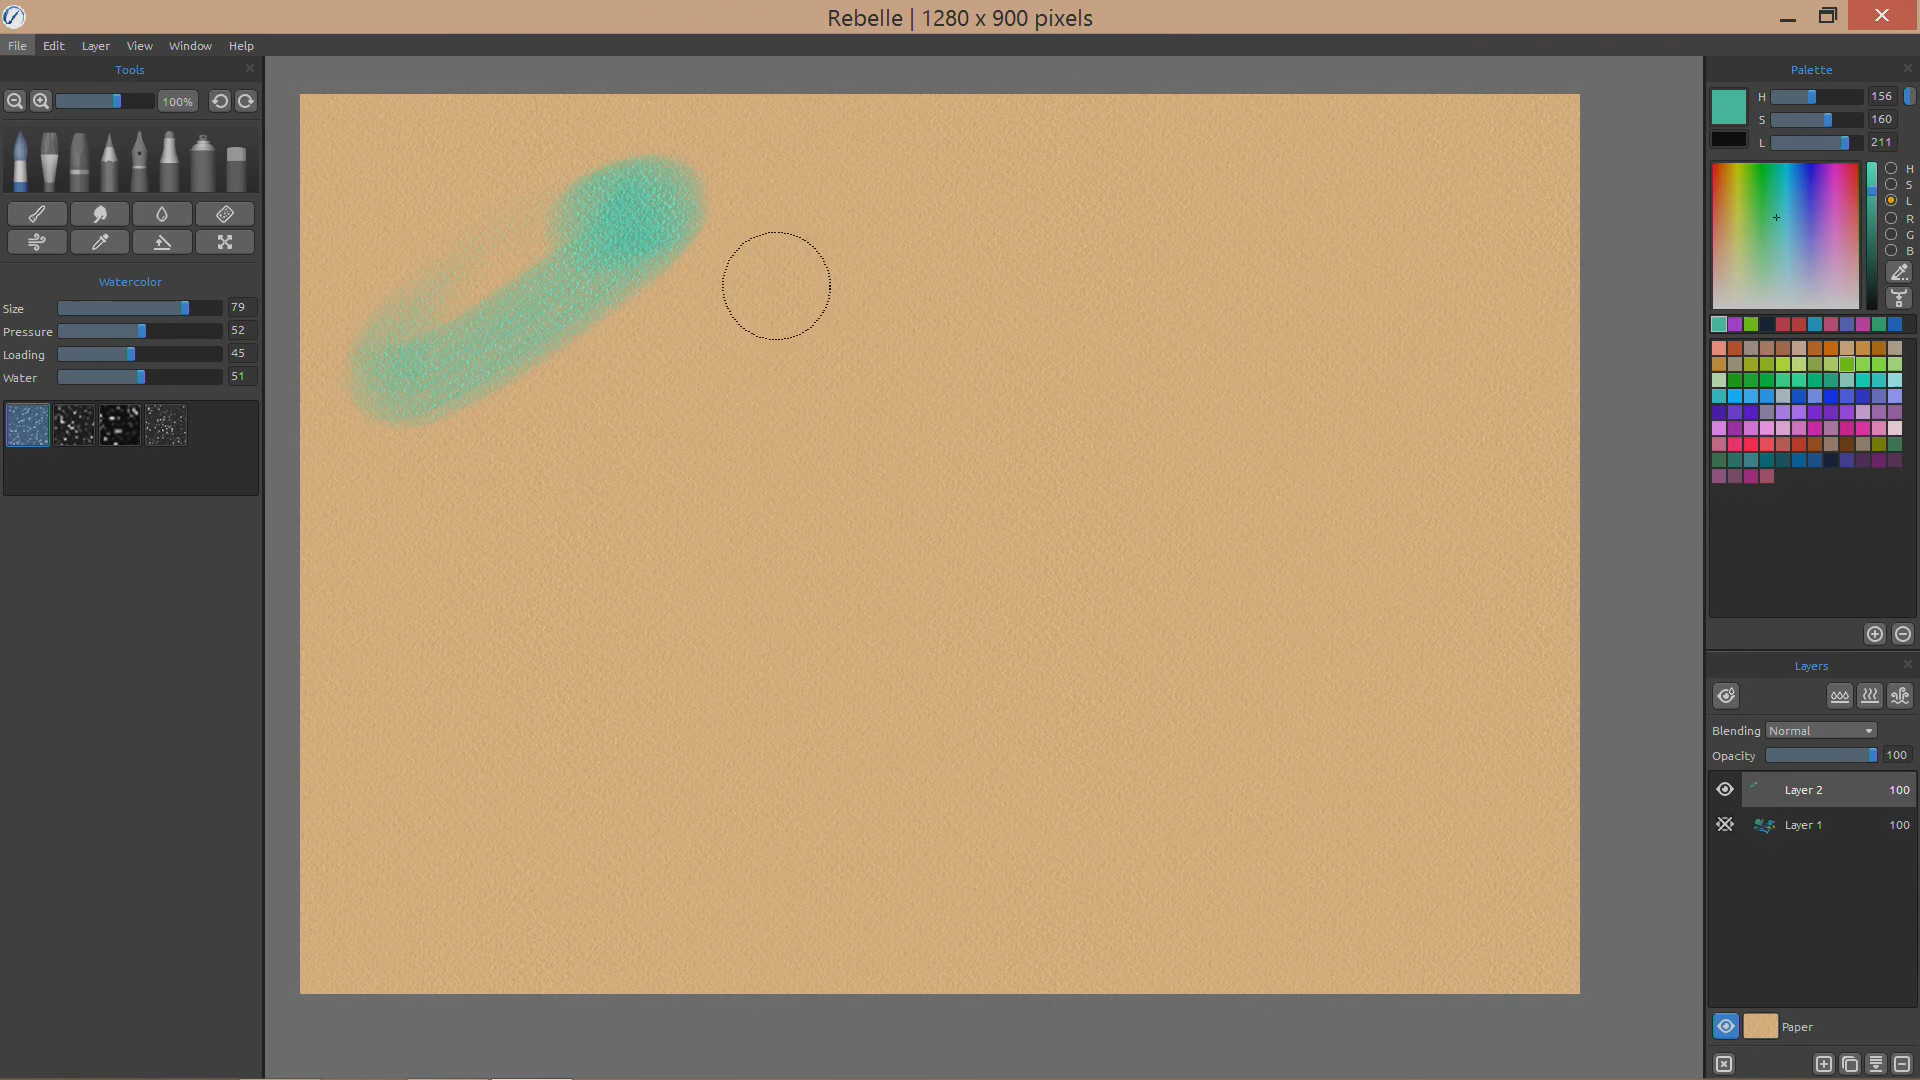 Rebelle | 1280 x 900 pixels
File Edit Layer View Window Help
Tools
100%
Watercolor
Size 79
Pressure 52
Loading 45
Water 51
Palette
H 156
S 160
L 211
H
S
L
R
G
B
Layers
Blending Normal
Opacity 100
Layer 2 100
Layer 1 100
Paper